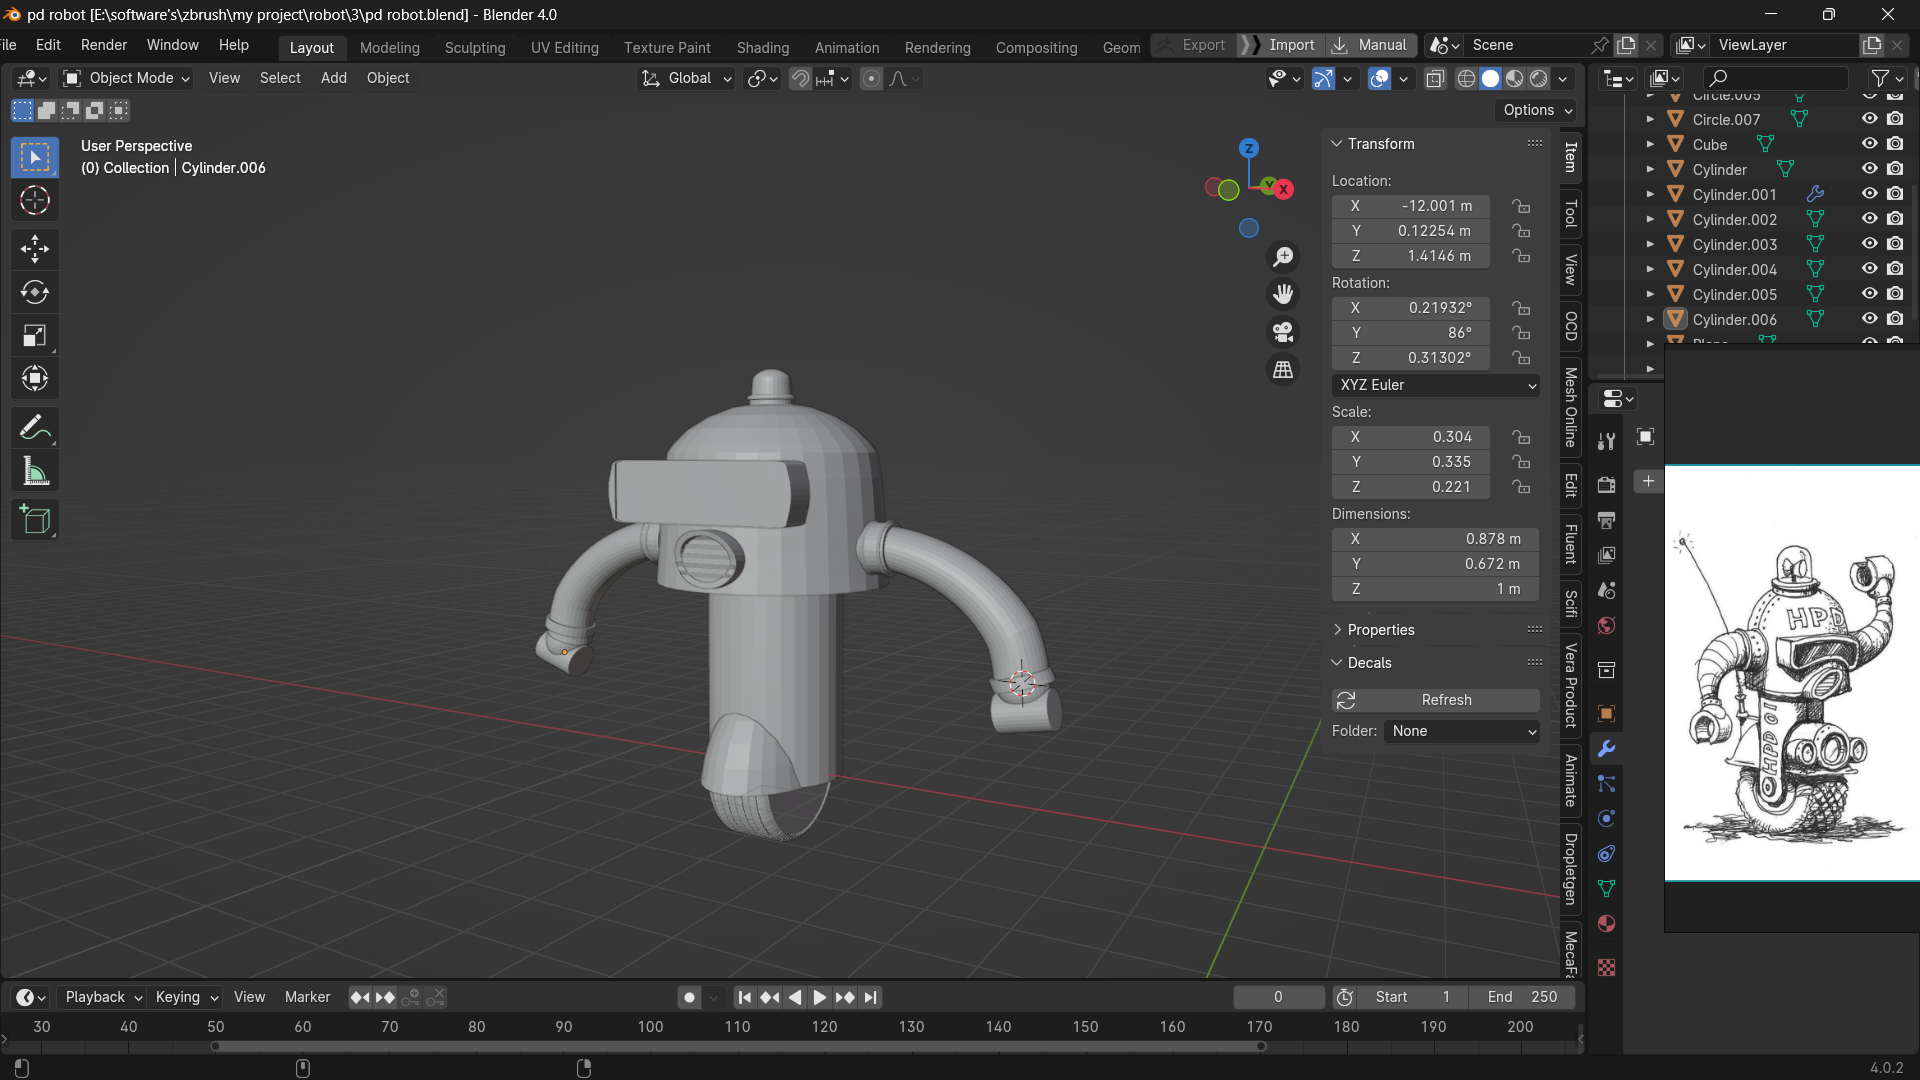 pd robot [E:\software's\zbrush\my project\robot\3\pd robot.blend] - Blender 4.0
ile Edit Render Window Help Layout Modeling Sculpting UV Editing Texture Paint Shading Animation Rendering Compositing Geom Export Import Manual Scene ViewLayer
Object Mode View Select Add Object Global
Options
User Perspective
(0) Collection | Cylinder.006
Z
Y
X
Transform
Location:
X -12.001 m
Y 0.12254 m
Z 1.4146 m
Rotation:
X 0.21932°
Y 86°
Z 0.31302°
XYZ Euler
Scale:
X 0.304
Y 0.335
Z 0.221
Dimensions:
X 0.878 m
Y 0.672 m
Z 1 m
Properties
Decals
Refresh
Folder: None
Item
Tool
View
OCD
Mesh Online
Edit
Fluent
Scifi
Vera Product
Animate
Dropletgen
MecaFa
Circle.005
Circle.007
Cube
Cylinder
Cylinder.001
Cylinder.002
Cylinder.003
Cylinder.004
Cylinder.005
Cylinder.006
Plane
HPD
HPD 01
Playback Keying View Marker 0 Start 1 End 250
30 40 50 60 70 80 90 100 110 120 130 140 150 160 170 180 190 200
4.0.2